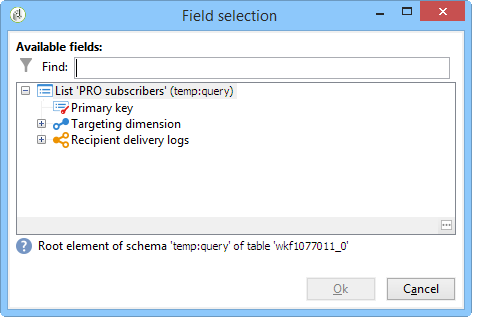 Field selection
Available fields:
Find:
List 'PRO subscribers' (temp:query)
Primary key
Targeting dimension
Recipient delivery logs
Root element of schema 'temp:query' of table 'wkf1077011_0'
Ok
Cancel